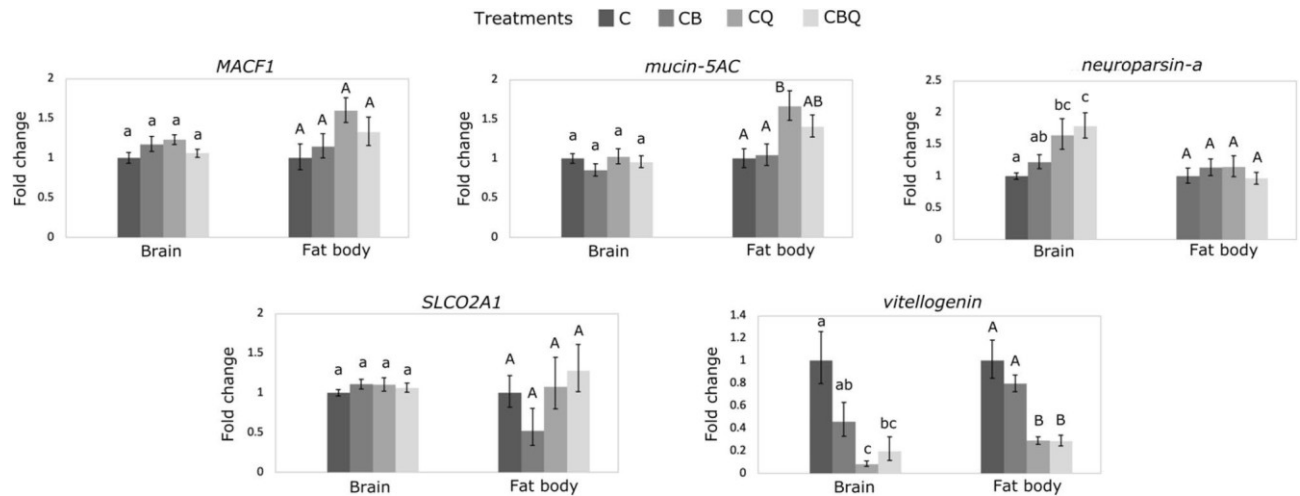 Treatments C CB CQ CBQ
MACF1
Fold change
2
1.5
1
0.5
0
a a a a
A A A A
Brain Fat body
mucin-5AC
Fold change
2
1.5
1
0.5
0
a a a a
A A B AB
Brain Fat body
neuroparsin-a
Fold change
2.5
2
1.5
1
0.5
0
a ab bc c
A A A A
Brain Fat body
SLCO2A1
Fold change
2
1.5
1
0.5
0
a a a a
A A A A
Brain Fat body
vitellogenin
Fold change
1.4
1.2
1
0.8
0.6
0.4
0.2
0
a ab c bc
A A B B
Brain Fat body